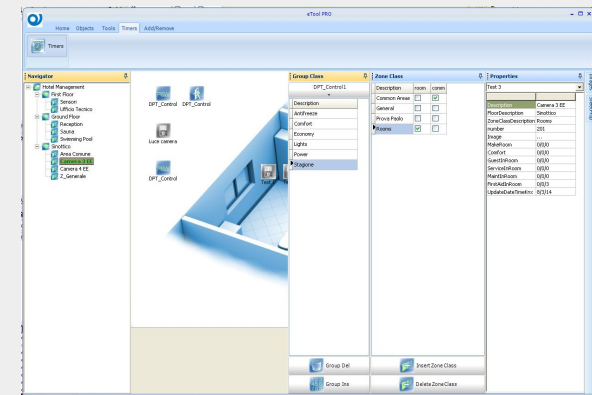 eTool PRO
Home Objects Tools Timers Add/Remove
Timers
Navigator
Hotel Management
First Floor
Sensori
Ufficio Tecnico
Ground Floor
Reception
Sauna
Swimming Pool
Sinottico
Area Comune
Camera 3 EE
Camera 4 EE
Z_Generale
DPT_Control DPT_Control
Luce camera
DPT_Control
Group Class
DPT_Control1
Description
Antifreeze
Comfort
Economy
Lights
Power
Stagione
Group Del
Group Ins
Zone Class
Description room comm
Common Areas
General
Prova Paolo
Rooms
Insert Zone Class
Delete ZoneClass
Properties
Test 3
Description Camera 3 EE
FloorDescription Sinottico
ZoneClassDescription Rooms
number 201
Image ...
MakeRoom 0/0/0
Comfort 0/0/0
GuestInRoom 0/0/0
ServiceInRoom 0/0/0
MaintInRoom 0/0/0
FirstAidInRoom 0/0/3
UpdateDateTimeKnx 8/3/14